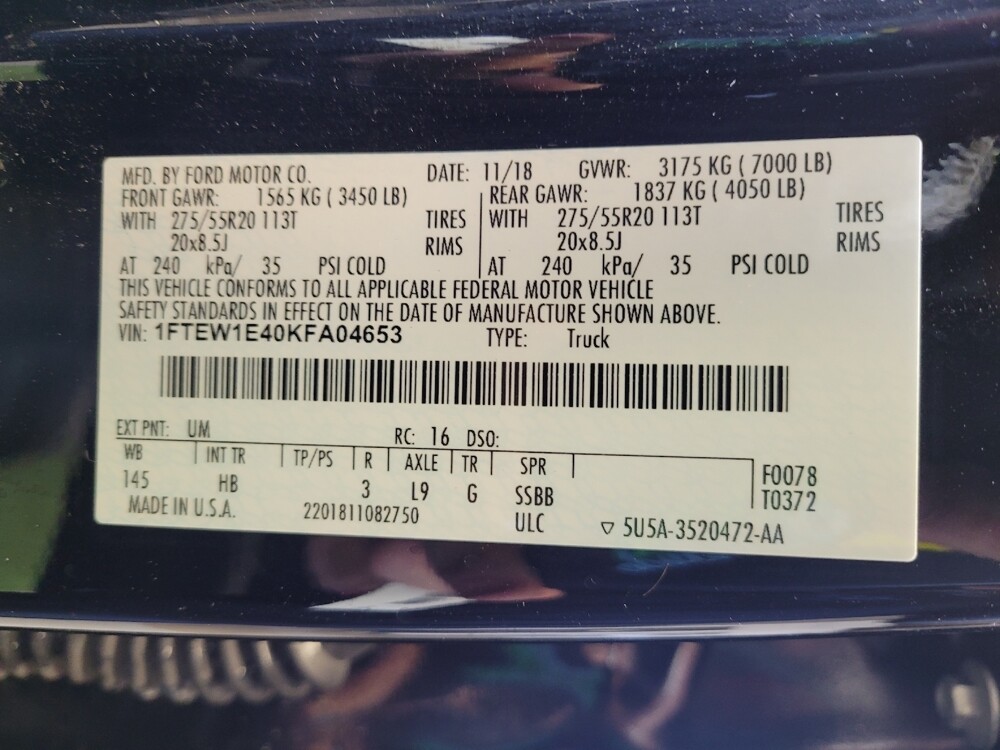 MFD. BY FORD MOTOR CO. DATE: 11/18 GVWR: 3175 KG ( 7000 LB)
FRONT GAWR: 1565 KG ( 3450 LB) REAR GAWR: 1837 KG ( 4050 LB)
WITH 275/55R20 113T TIRES WITH 275/55R20 113T TIRES
20x8.5J RIMS 20x8.5J RIMS
AT 240 kPa/ 35 PSI COLD AT 240 kPa/ 35 PSI COLD
THIS VEHICLE CONFORMS TO ALL APPLICABLE FEDERAL MOTOR VEHICLE
SAFETY STANDARDS IN EFFECT ON THE DATE OF MANUFACTURE SHOWN ABOVE.
VIN: 1FTEW1E40KFA04653 TYPE: Truck
EXT PNT: UM RC: 16 DSO:
WB INT TR TP/PS R AXLE TR SPR F0078
145 HB 3 L9 G SSBB T0372
MADE IN U.S.A. 2201811082750 ULC ▽ 5U5A-3520472-AA